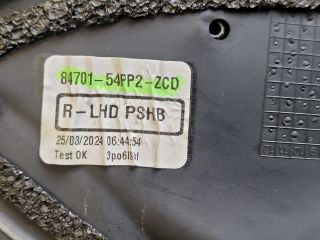 84701-54PP2-ZCD
R-LHD PSHB
25/03/2024 06:44:54
Test OK